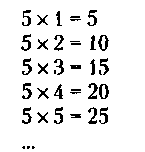 5 × 1 = 5
5 × 2 = 10
5 × 3 = 15
5 × 4 = 20
5 × 5 = 25
...